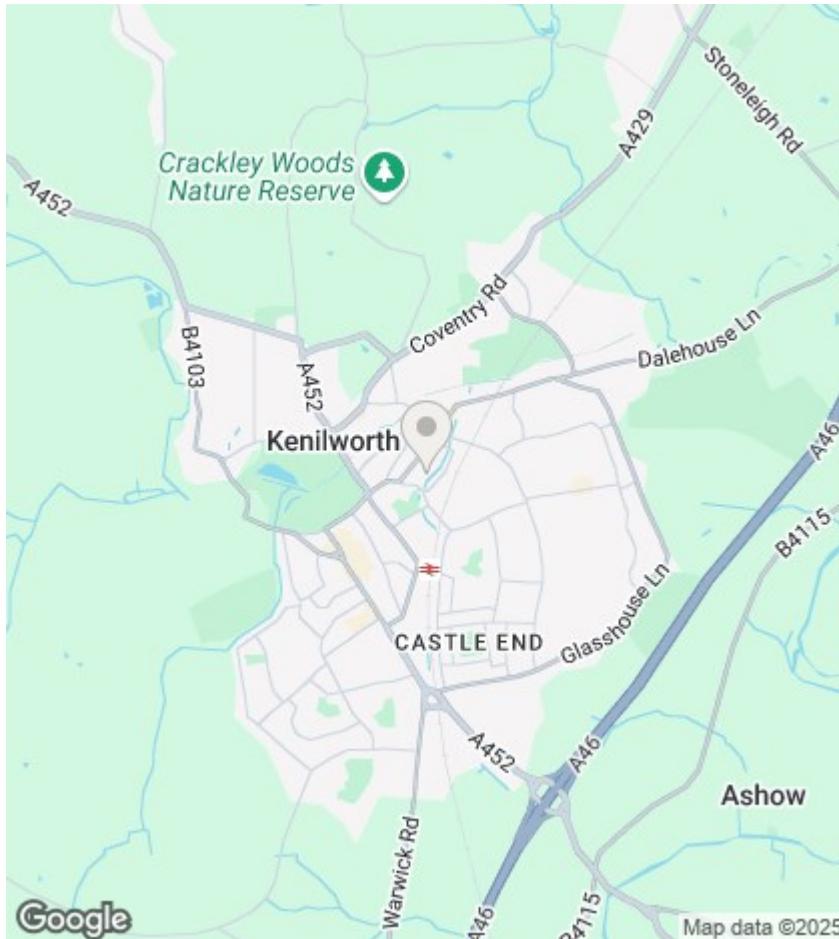 Stoneleigh Rd
A429
Crackley Woods
Nature Reserve
A452
Coventry Rd
B4103
A452
Dalehouse Ln
Kenilworth
A46
B4115
Glasshouse Ln
CASTLE END
A452
A46
Ashow
Warwick Rd
A46
B4115
Google
Map data ©2025